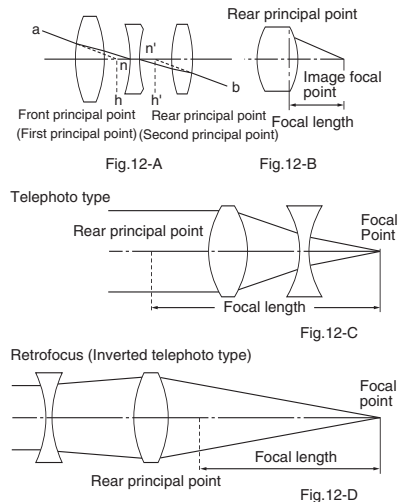 a
n
n'
h
h'
b
Front principal point
(First principal point)
Rear principal point
(Second principal point)
Fig.12-A
Rear principal point
Image focal
point
Focal length
Fig.12-B
Telephoto type
Rear principal point
Focal
Point
Focal length
Fig.12-C
Retrofocus (Inverted telephoto type)
Focal
point
Focal length
Rear principal point
Fig.12-D